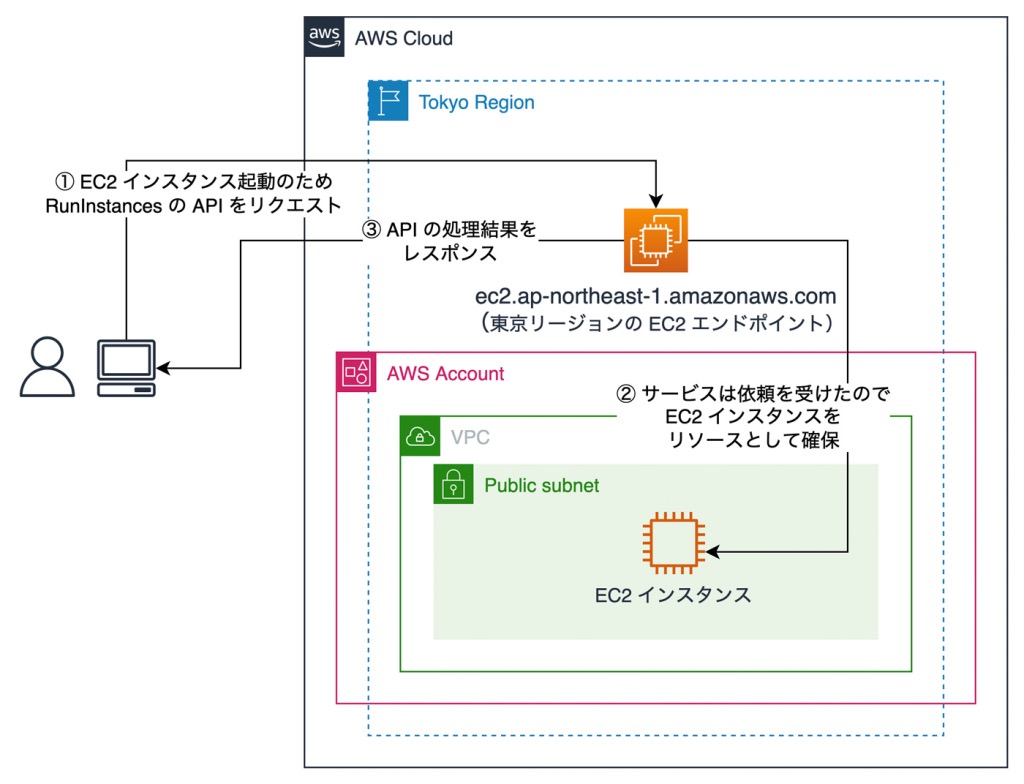 aws
AWS Cloud
Tokyo Region
① EC2 インスタンス起動のため
RunInstances の API をリクエスト
③ API の処理結果を
レスポンス
ec2.ap-northeast-1.amazonaws.com
（東京リージョンの EC2 エンドポイント）
AWS Account
② サービスは依頼を受けたので
EC2 インスタンスを
リソースとして確保
VPC
Public subnet
EC2 インスタンス